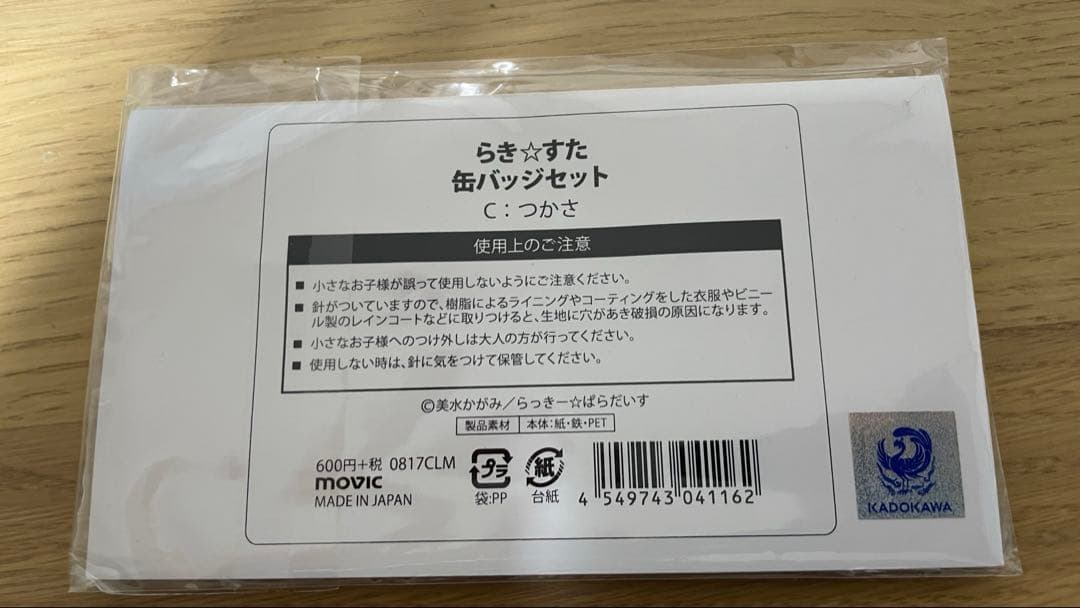 らき☆すた
缶バッジセット
C：つかさ
使用上のご注意
■ 小さなお子様が誤って使用しないようにご注意ください。
■ 針がついていますので、樹脂によるライニングやコーティングをした衣服やビニー
ル製のレインコートなどに取りつけると、生地に穴があき破損の原因になります。
■ 小さなお子様へのつけ外しは大人の方が行ってください。
■ 使用しない時は、針に気をつけて保管してください。
©美水かがみ／らっきー☆ぱらだいす
製品素材 本体：紙・鉄・PET
600円+税 0817CLM
movic
MADE IN JAPAN
プラ
袋:PP
紙
台紙
4 549743 041162
KADOKAWA